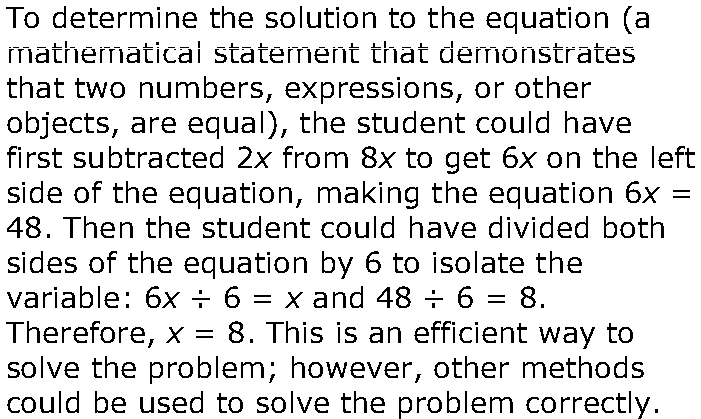 To determine the solution to the equation (a
mathematical statement that demonstrates
that two numbers, expressions, or other
objects, are equal), the student could have
first subtracted 2x from 8x to get 6x on the left
side of the equation, making the equation 6x =
48. Then the student could have divided both
sides of the equation by 6 to isolate the
variable: 6x ÷ 6 = x and 48 ÷ 6 = 8.
Therefore, x = 8. This is an efficient way to
solve the problem; however, other methods
could be used to solve the problem correctly.